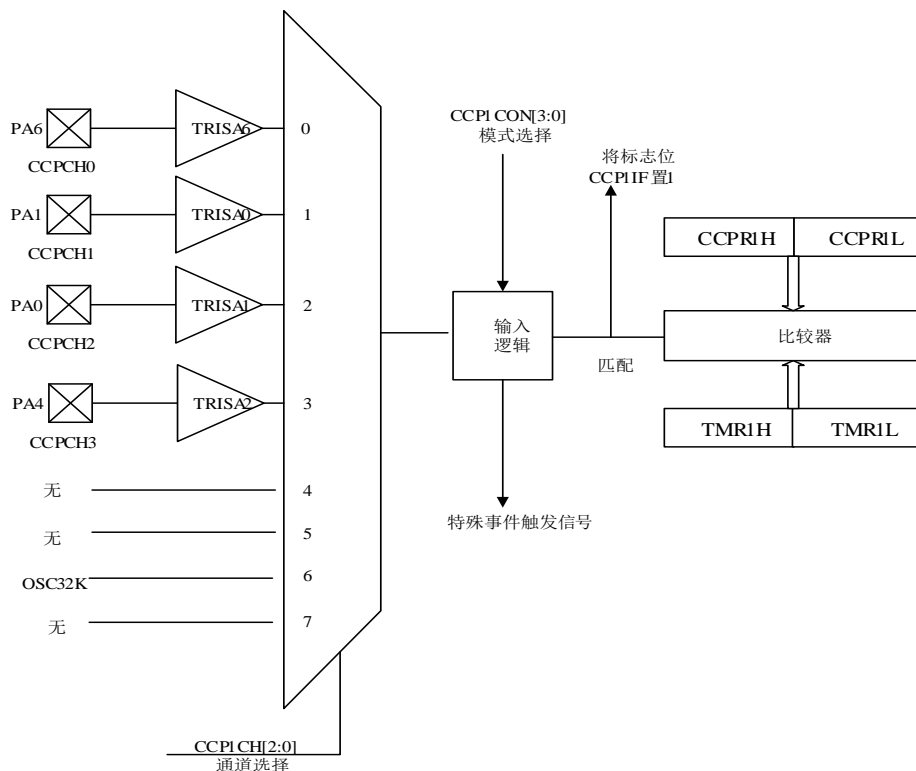 CCP1CON[3:0]
模式选择
将标志位
CCP1IF置1
PA6
TRISA6
0
CCPCH0
PA1
TRISA0
1
CCPCH1
CCPR1H
CCPR1L
PA0
TRISA1
2
CCPCH2
输入
逻辑
匹配
比较器
PA4
TRISA2
3
CCPCH3
TMR1H
TMR1L
无
4
特殊事件触发信号
无
5
OSC32K
6
无
7
CCP1CH[2:0]
通道选择